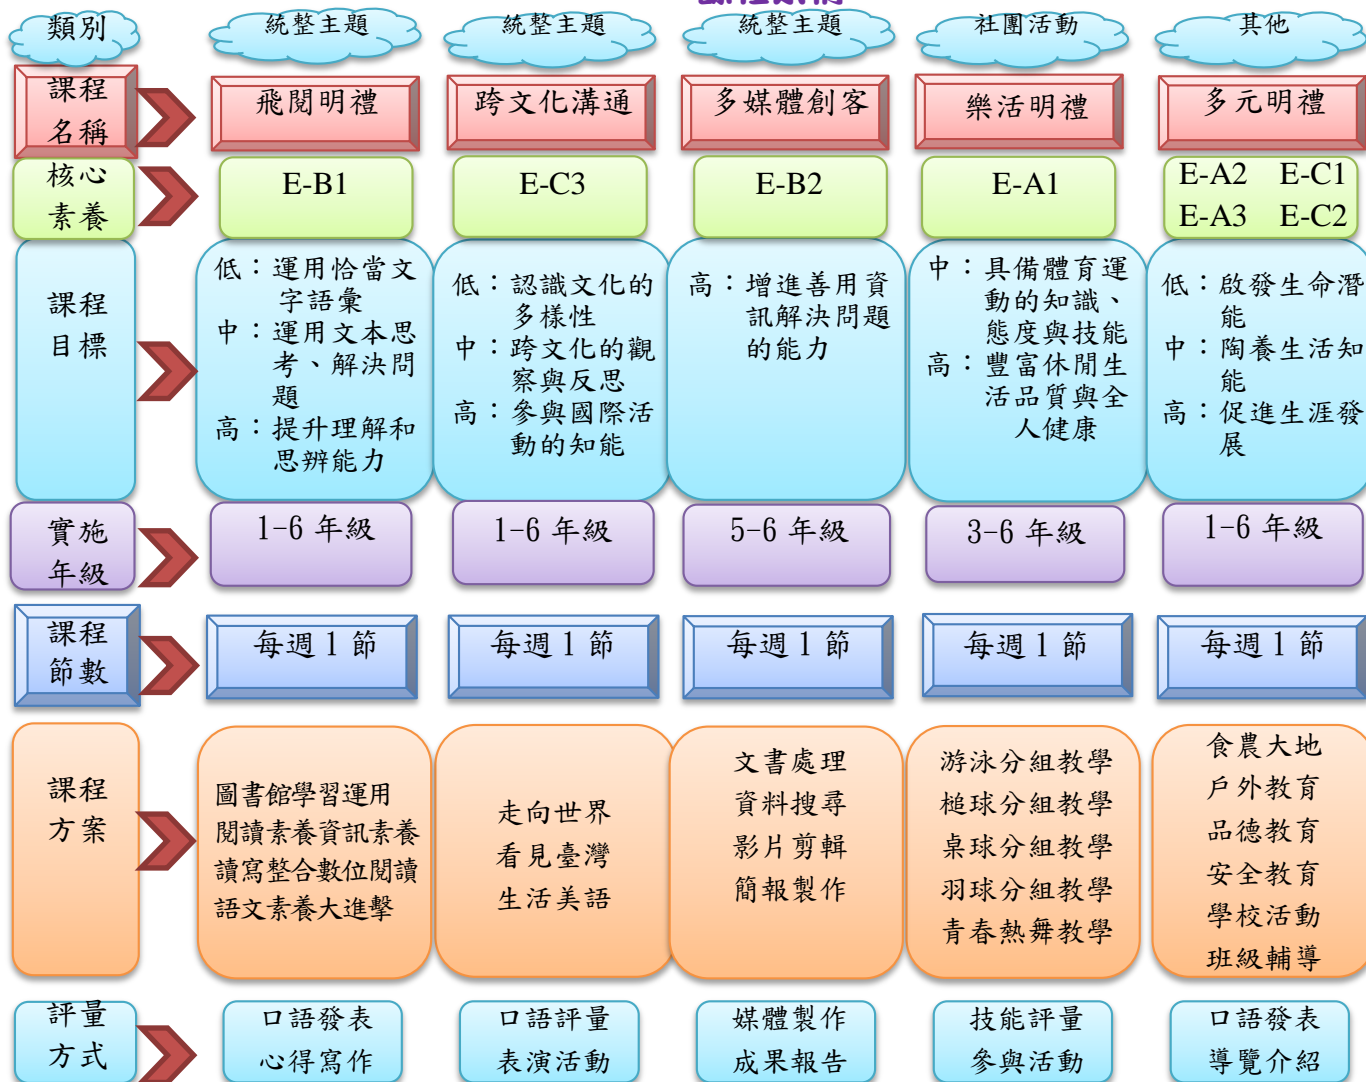 類別
統整主題
統整主題
統整主題
社團活動
其他
課程
名稱
飛閱明禮
跨文化溝通
多媒體創客
樂活明禮
多元明禮
核心
素養
E-B1
E-C3
E-B2
E-A1
E-A2 E-C1
E-A3 E-C2
課程
目標
低：運用恰當文
字語彙
中：運用文本思
考、解決問
題
高：提升理解和
思辨能力
低：認識文化的
多樣性
中：跨文化的觀
察與反思
高：參與國際活
動的知能
高：增進善用資
訊解決問題
的能力
中：具備體育運
動的知識、
態度與技能
高：豐富休閒生
活品質與全
人健康
低：啟發生命潛
能
中：陶養生活知
能
高：促進生涯發
展
實施
年級
1-6 年級
1-6 年級
5-6 年級
3-6 年級
1-6 年級
課程
節數
每週 1 節
每週 1 節
每週 1 節
每週 1 節
每週 1 節
課程
方案
圖書館學習運用
閱讀素養資訊素養
讀寫整合數位閱讀
語文素養大進擊
走向世界
看見臺灣
生活美語
文書處理
資料搜尋
影片剪輯
簡報製作
游泳分組教學
槌球分組教學
桌球分組教學
羽球分組教學
青春熱舞教學
食農大地
戶外教育
品德教育
安全教育
學校活動
班級輔導
評量
方式
口語發表
心得寫作
口語評量
表演活動
媒體製作
成果報告
技能評量
參與活動
口語發表
導覽介紹